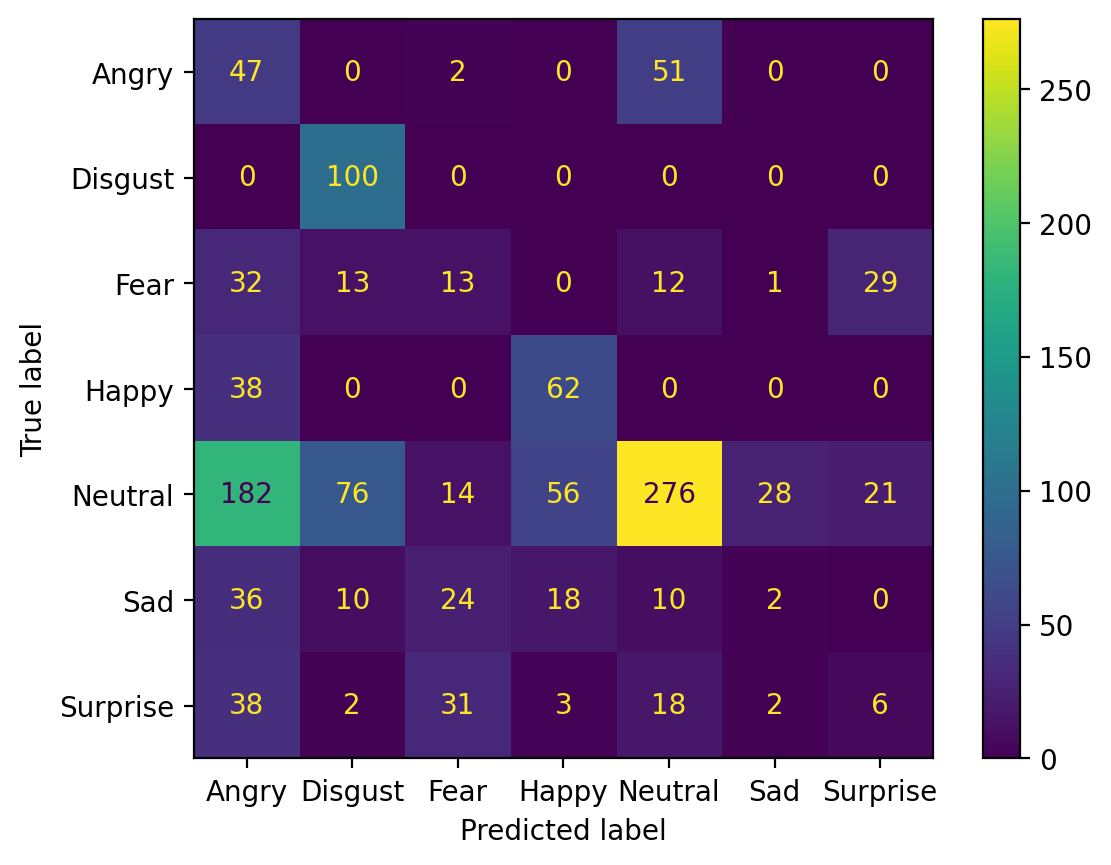 True label
Angry 47 0 2 0 51 0 0
Disgust 0 100 0 0 0 0 0
Fear 32 13 13 0 12 1 29
Happy 38 0 0 62 0 0 0
Neutral 182 76 14 56 276 28 21
Sad 36 10 24 18 10 2 0
Surprise 38 2 31 3 18 2 6
Angry Disgust Fear Happy Neutral Sad Surprise
Predicted label
250
200
150
100
50
0